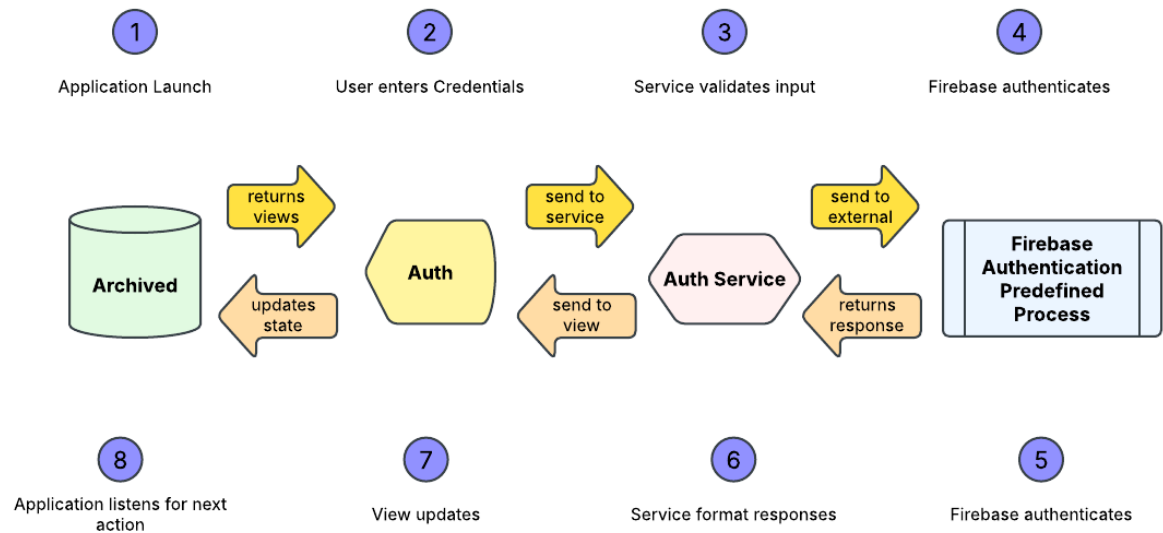 1
2
3
4
Application Launch
User enters Credentials
Service validates input
Firebase authenticates
returns
views
send to
service
send to
external
Archived
Auth
Auth Service
Firebase
Authentication
Predefined
Process
updates
state
send to
view
returns
response
8
7
6
5
Application listens for next
action
View updates
Service format responses
Firebase authenticates